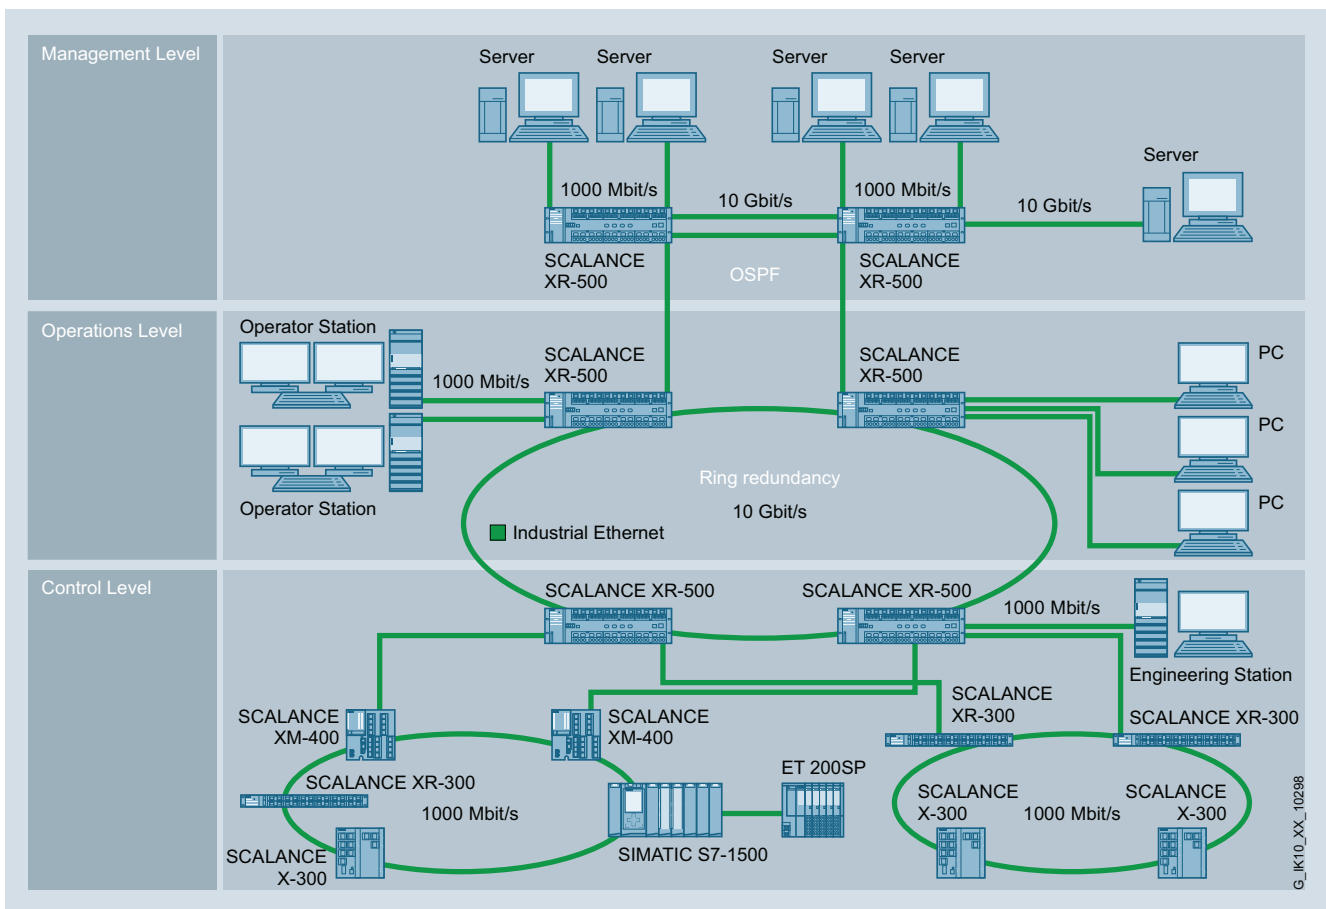 Management Level
Server
Server
Server
Server
Server
1000 Mbit/s
10 Gbit/s
1000 Mbit/s
10 Gbit/s
SCALANCE
XR-500
OSPF
SCALANCE
XR-500
Operations Level
Operator Station
1000 Mbit/s
SCALANCE
XR-500
SCALANCE
XR-500
PC
PC
PC
Operator Station
Ring redundancy
10 Gbit/s
Industrial Ethernet
Control Level
SCALANCE XR-500
SCALANCE XR-500
1000 Mbit/s
Engineering Station
SCALANCE
XM-400
SCALANCE
XM-400
SCALANCE
XR-300
SCALANCE XR-300
SCALANCE XR-300
1000 Mbit/s
SCALANCE
X-300
SIMATIC S7-1500
ET 200SP
SCALANCE
X-300
1000 Mbit/s
SCALANCE
X-300
G_IK10_XX_10298